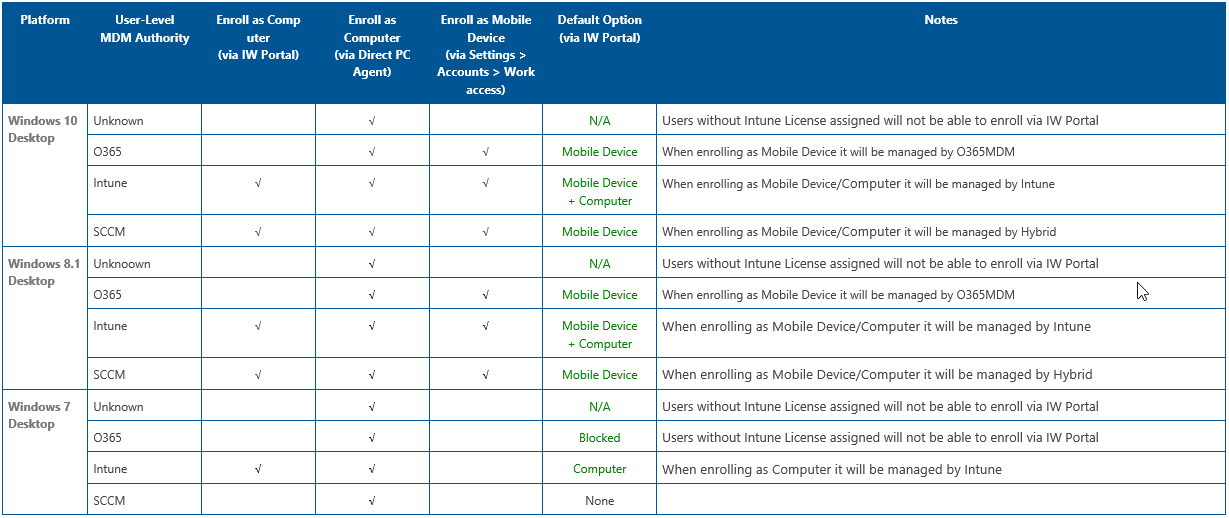 Platform
User-Level
MDM Authority
Enroll as Comp
uter
(via IW Portal)
Enroll as
Computer
(via Direct PC
Agent)
Enroll as Mobile
Device
(via Settings >
Accounts > Work
access)
Default Option
(via IW Portal)
Notes
Windows 10
Desktop
Unknown √ N/A Users without Intune License assigned will not be able to enroll via IW Portal
O365 √ √ Mobile Device When enrolling as Mobile Device it will be managed by O365MDM
Intune √ √ √ Mobile Device When enrolling as Mobile Device/Computer it will be managed by Intune
+ Computer
SCCM √ √ √ Mobile Device When enrolling as Mobile Device/Computer it will be managed by Hybrid
Windows 8.1
Desktop
Unknoown √ N/A Users without Intune License assigned will not be able to enroll via IW Portal
O365 √ √ Mobile Device When enrolling as Mobile Device it will be managed by O365MDM
Intune √ √ √ Mobile Device When enrolling as Mobile Device/Computer it will be managed by Intune
+ Computer
SCCM √ √ √ Mobile Device When enrolling as Mobile Device/Computer it will be managed by Hybrid
Windows 7
Desktop
Unknown √ N/A Users without Intune License assigned will not be able to enroll via IW Portal
O365 √ Blocked Users without Intune License assigned will not be able to enroll via IW Portal
Intune √ √ Computer When enrolling as Computer it will be managed by Intune
SCCM √ None